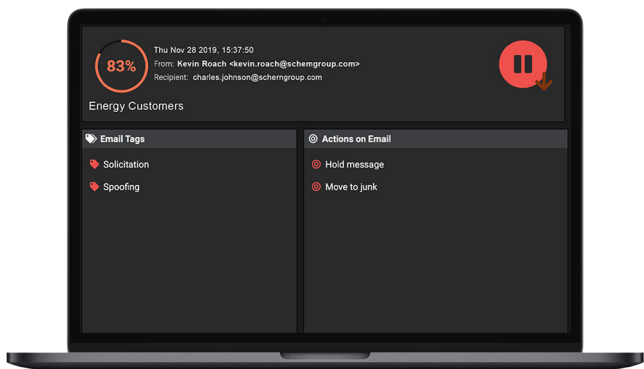 83%
Thu Nov 28 2019, 15:37:50
From: Kevin Roach <kevin.roach@schemgroup.com>
Recipient: charles.johnson@schemgroup.com
Energy Customers
Email Tags
Actions on Email
Solicitation
Hold message
Spoofing
Move to junk